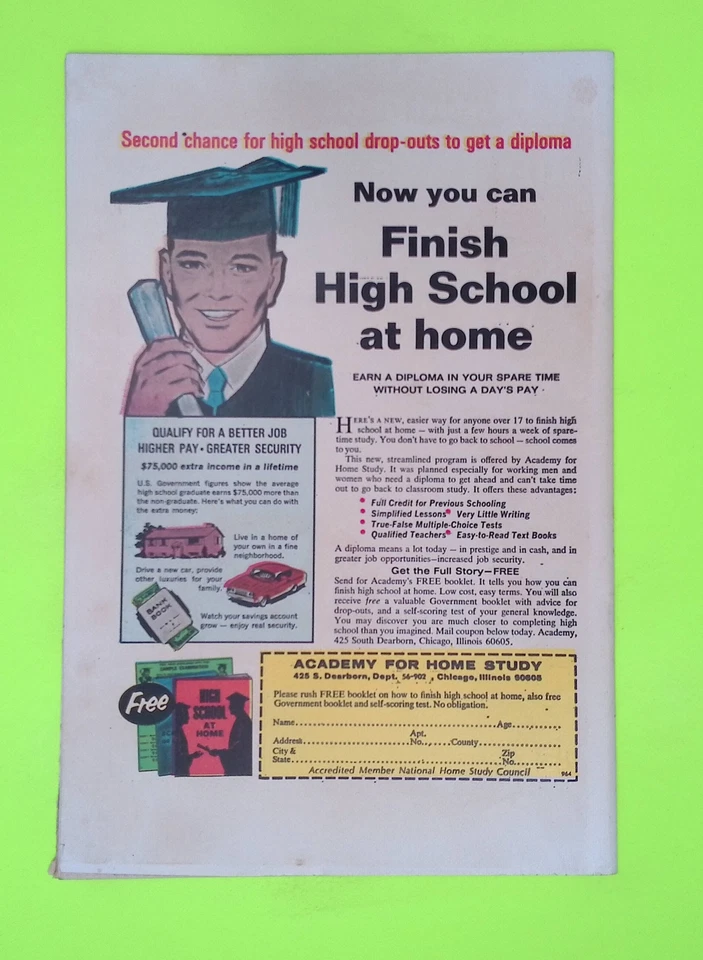 Second chance for high school drop-outs to get a diploma
Now you can
Finish
High School
at home
EARN A DIPLOMA IN YOUR SPARE TIME
WITHOUT LOSING A DAY'S PAY
QUALIFY FOR A BETTER JOB
HIGHER PAY • GREATER SECURITY
$75,000 extra income in a lifetime
U.S. Government figures show the average
high school graduate earns $75,000 more than
the non-graduate. Here's what you can do with
the extra money:
Live in a home of
your own in a fine
neighborhood.
Drive a new car, provide
other luxuries for your
family.
BANK
BOOK
Watch your savings account
grow — enjoy real security.
HERE'S A NEW, easier way for anyone over 17 to finish high
school at home — with just a few hours a week of spare-
time study. You don't have to go back to school — school comes
to you.
This new, streamlined program is offered by Academy for
Home Study. It was planned especially for working men and
women who need a diploma to get ahead and can't take time
out to go back to classroom study. It offers these advantages:
• Full Credit for Previous Schooling
• Simplified Lessons • Very Little Writing
• True-False Multiple-Choice Tests
• Qualified Teachers • Easy-to-Read Text Books
A diploma means a lot today — in prestige and in cash, and in
greater job opportunities—increased job security.
Get the Full Story—FREE
Send for Academy's FREE booklet. It tells you how you can
finish high school at home. Low cost, easy terms. You will also
receive free a valuable Government booklet with advice for
drop-outs, and a self-scoring test of your general knowledge.
You may discover you are much closer to completing high
school than you imagined. Mail coupon below today. Academy,
425 South Dearborn, Chicago, Illinois 60605.
Free
SAMPLE EXAMINATION
HIGH
SCHOOL
AT
HOME
ACADEMY FOR HOME STUDY
425 S. Dearborn, Dept. 56-902, Chicago, Illinois 60605
Please rush FREE booklet on how to finish high school at home, also free
Government booklet and self-scoring test. No obligation.
Name Age
Address Apt. No. County
City & State Zip No.
Accredited Member National Home Study Council 964